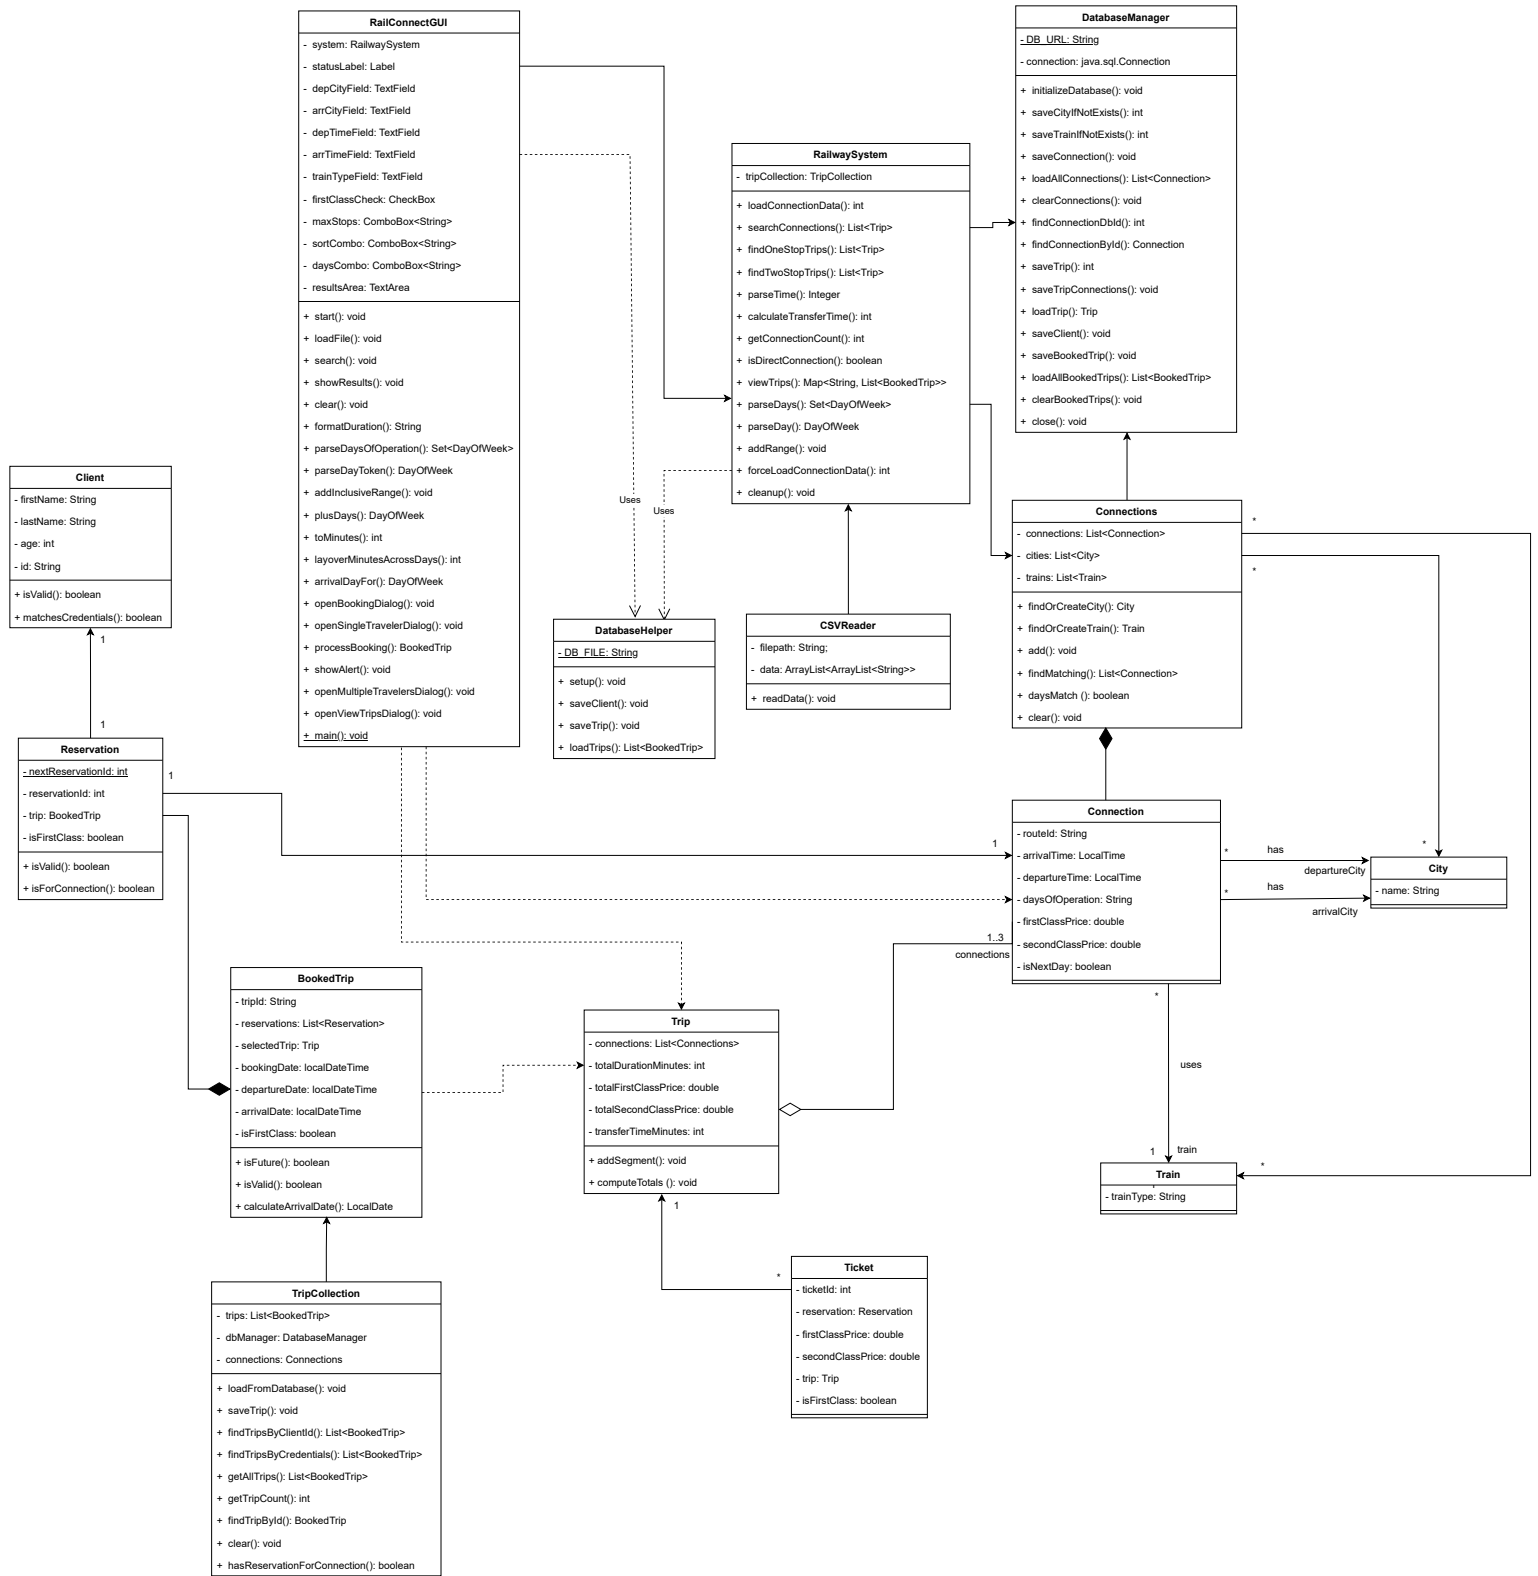 RailConnectGUI
- system: RailwaySystem
- statusLabel: Label
- depCityField: TextField
- arrCityField: TextField
- depTimeField: TextField
- arrTimeField: TextField
- trainTypeField: TextField
- firstClassCheck: CheckBox
- maxStops: ComboBox<String>
- sortCombo: ComboBox<String>
- daysCombo: ComboBox<String>
- resultsArea: TextArea
+ start(): void
+ loadFile(): void
+ search(): void
+ showResults(): void
+ clear(): void
+ formatDuration(): String
+ parseDaysOfOperation(): Set<DayOfWeek>
+ parseDayToken(): DayOfWeek
+ addInclusiveRange(): void
+ plusDays(): DayOfWeek
+ toMinutes(): int
+ layoverMinutesAcrossDays(): int
+ arrivalDayFor(): DayOfWeek
+ openBookingDialog(): void
+ openSingleTravelerDialog(): void
+ processBooking(): BookedTrip
+ showAlert(): void
+ openMultipleTravelersDialog(): void
+ openViewTripsDialog(): void
+ main(): void
DatabaseManager
- DB_URL: String
- connection: java.sql.Connection
+ initializeDatabase(): void
+ saveCityIfNotExists(): int
+ saveTrainIfNotExists(): int
+ saveConnection(): void
+ loadAllConnections(): List<Connection>
+ clearConnections(): void
+ findConnectionDbId(): int
+ findConnectionById(): Connection
+ saveTrip(): int
+ saveTripConnections(): void
+ loadTrip(): Trip
+ saveClient(): void
+ saveBookedTrip(): void
+ loadAllBookedTrips(): List<BookedTrip>
+ clearBookedTrips(): void
+ close(): void
RailwaySystem
- tripCollection: TripCollection
+ loadConnectionData(): int
+ searchConnections(): List<Trip>
+ findOneStopTrips(): List<Trip>
+ findTwoStopTrips(): List<Trip>
+ parseTime(): Integer
+ calculateTransferTime(): int
+ getConnectionCount(): int
+ isDirectConnection(): boolean
+ viewTrips(): Map<String, List<BookedTrip>>
+ parseDays(): Set<DayOfWeek>
+ parseDay(): DayOfWeek
+ addRange(): void
+ forceLoadConnectionData(): int
+ cleanup(): void
Uses
Uses
Client
- firstName: String
- lastName: String
- age: int
- id: String
+ isValid(): boolean
+ matchesCredentials(): boolean
1
1
Connections
- connections: List<Connection>
- cities: List<City>
- trains: List<Train>
+ findOrCreateCity(): City
+ findOrCreateTrain(): Train
+ add(): void
+ findMatching(): List<Connection>
+ daysMatch (): boolean
+ clear(): void
*
*
DatabaseHelper
- DB_FILE: String
+ setup(): void
+ saveClient(): void
+ saveTrip(): void
+ loadTrips(): List<BookedTrip>
CSVReader
- filepath: String;
- data: ArrayList<ArrayList<String>>
+ readData(): void
Reservation
- nextReservationId: int
- reservationId: int
- trip: BookedTrip
- isFirstClass: boolean
+ isValid(): boolean
+ isForConnection(): boolean
1
1
Connection
- routeId: String
- arrivalTime: LocalTime
- departureTime: LocalTime
- daysOfOperation: String
- firstClassPrice: double
- secondClassPrice: double
- isNextDay: boolean
*
has
departureCity
*
has
arrivalCity
*
City
- name: String
1..3
connections
BookedTrip
- tripId: String
- reservations: List<Reservation>
- selectedTrip: Trip
- bookingDate: localDateTime
- departureDate: localDateTime
- arrivalDate: localDateTime
- isFirstClass: boolean
+ isFuture(): boolean
+ isValid(): boolean
+ calculateArrivalDate(): LocalDate
Trip
- connections: List<Connections>
- totalDurationMinutes: int
- totalFirstClassPrice: double
- totalSecondClassPrice: double
- transferTimeMinutes: int
+ addSegment(): void
+ computeTotals (): void
*
uses
1
train
*
Train
- trainType: String
1
*
Ticket
- ticketId: int
- reservation: Reservation
- firstClassPrice: double
- secondClassPrice: double
- trip: Trip
- isFirstClass: boolean
TripCollection
- trips: List<BookedTrip>
- dbManager: DatabaseManager
- connections: Connections
+ loadFromDatabase(): void
+ saveTrip(): void
+ findTripsByClientId(): List<BookedTrip>
+ findTripsByCredentials(): List<BookedTrip>
+ getAllTrips(): List<BookedTrip>
+ getTripCount(): int
+ findTripById(): BookedTrip
+ clear(): void
+ hasReservationForConnection(): boolean